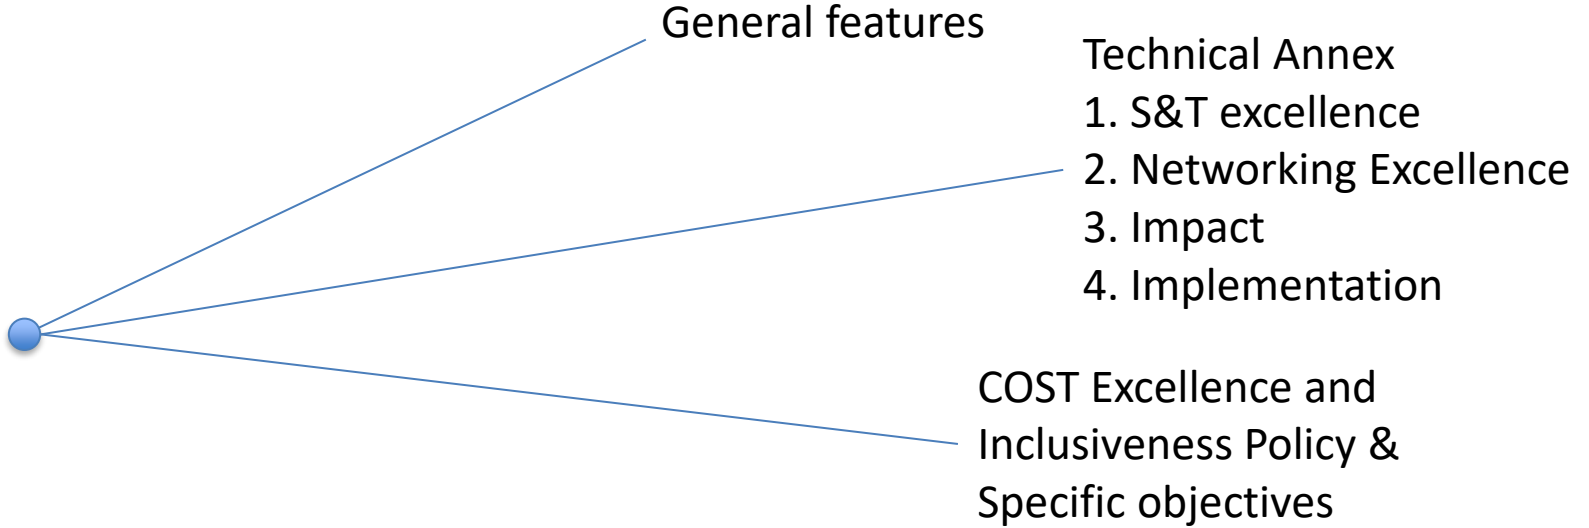 General features
Technical Annex
1. S&T excellence
2. Networking Excellence
3. Impact
4. Implementation
COST Excellence and
Inclusiveness Policy &
Specific objectives